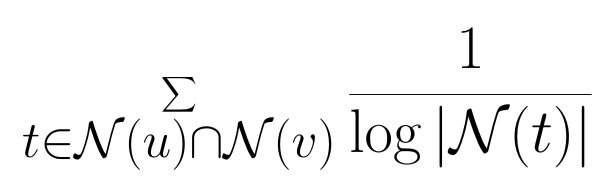 ∑ t∈𝒩(u)∩𝒩(v) 1 / log |𝒩(t)|